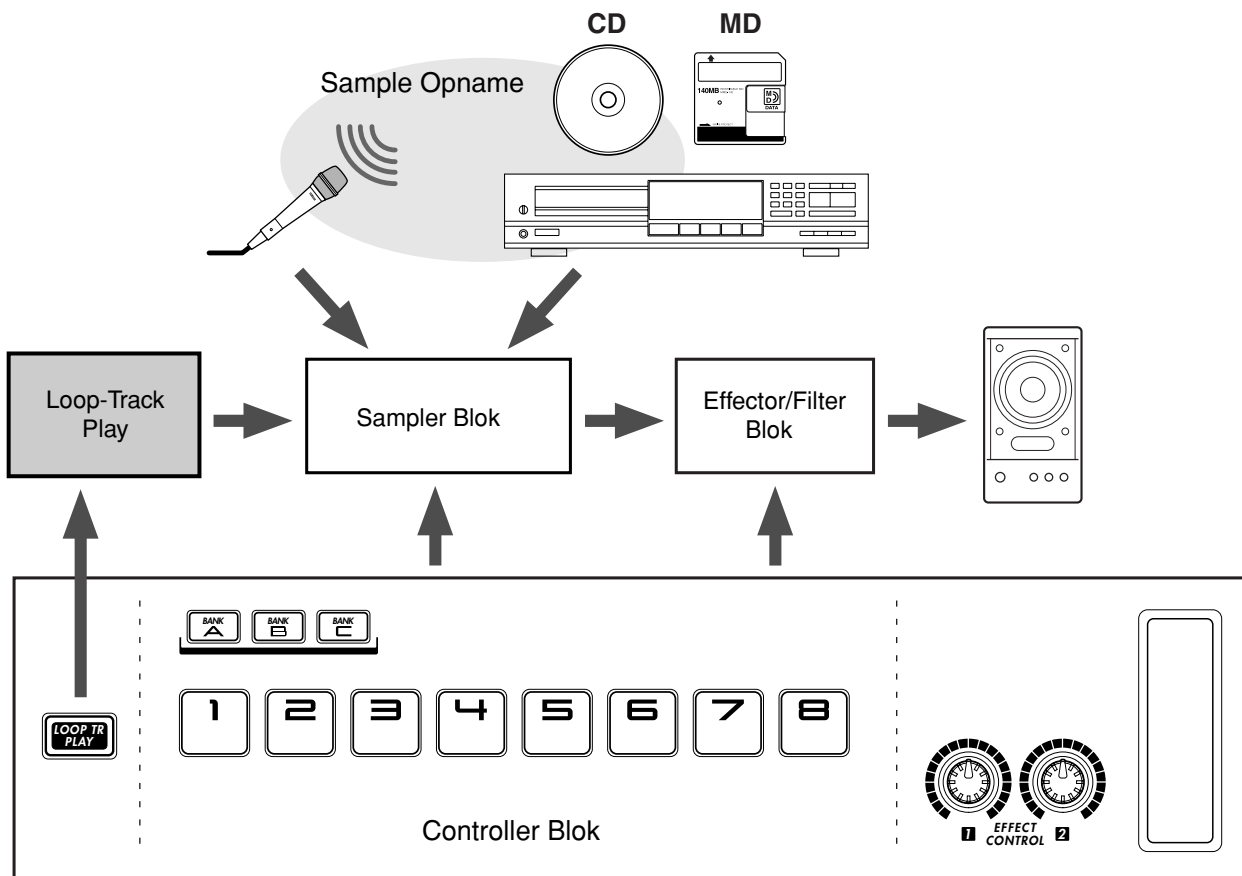 CD MD
Sample Opname
140MB
DATA
Loop-Track
Play
Sampler Blok
Effector/Filter
Blok
BANK A BANK B BANK C
1 2 3 4 5 6 7 8
LOOP TR
PLAY
Controller Blok
1 EFFECT CONTROL 2